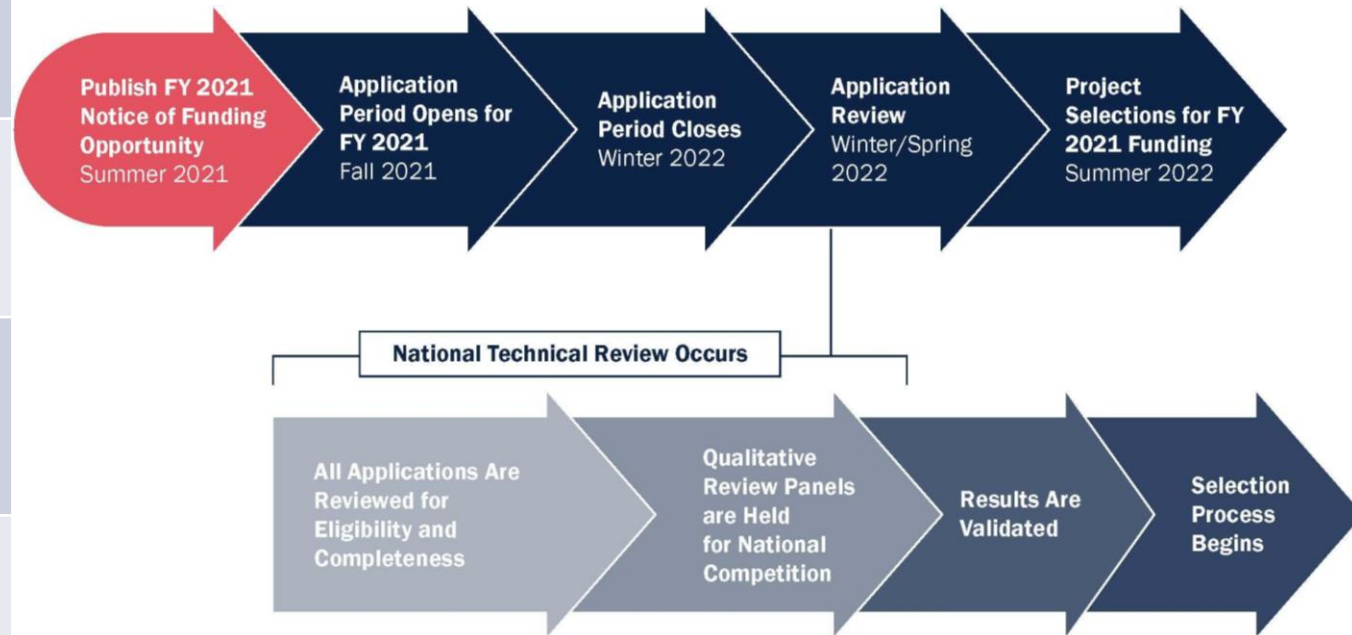 Publish FY 2021
Notice of Funding
Opportunity
Summer 2021
Application
Period Opens for
FY 2021
Fall 2021
Application
Period Closes
Winter 2022
Application
Review
Winter/Spring
2022
Project
Selections for FY
2021 Funding
Summer 2022
National Technical Review Occurs
All Applications Are
Reviewed for
Eligibility and
Completeness
Qualitative
Review Panels
are Held
for National
Competition
Results Are
Validated
Selection
Process
Begins